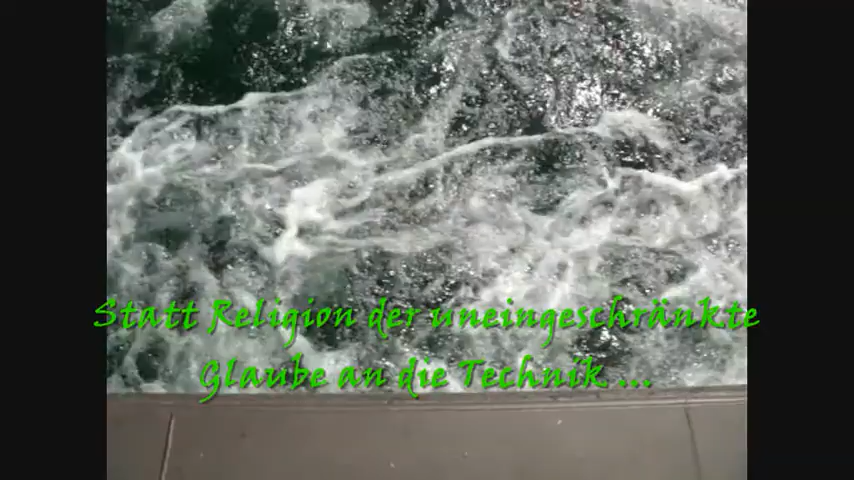 Statt Religion der uneingeschränkte
Glaube an die Technik ...